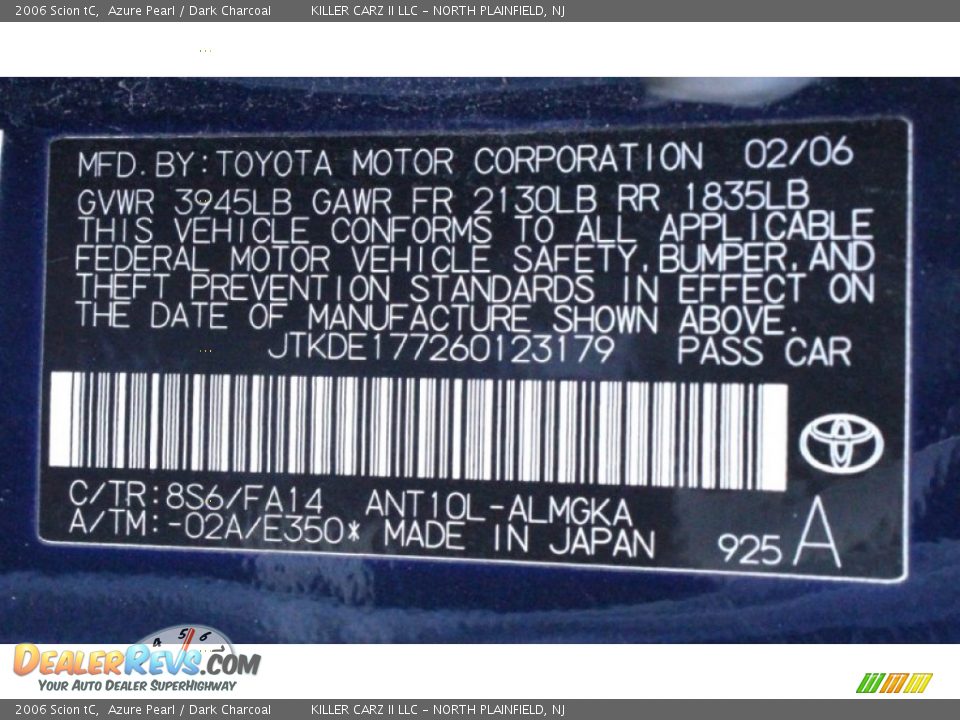 2006 Scion tC,  Azure Pearl / Dark Charcoal          KILLER CARZ II LLC - NORTH PLAINFIELD, NJ
...
MFD.BY:TOYOTA MOTOR CORPORATION 02/06
GVWR 3945LB GAWR FR 2130LB RR 1835LB
THIS VEHICLE CONFORMS TO ALL APPLICABLE
FEDERAL MOTOR VEHICLE SAFETY,BUMPER,AND
THEFT PREVENTION STANDARDS IN EFFECT ON
THE DATE OF MANUFACTURE SHOWN ABOVE.
...
JTKDE177260123179 PASS CAR
C/TR:8S6/FA14 ANT10L-ALMGKA
A/TM:-02A/E350* MADE IN JAPAN
925 A
4 5 6
DEALERREVS.COM
YOUR AUTO DEALER SUPERHIGHWAY
2006 Scion tC,  Azure Pearl / Dark Charcoal          KILLER CARZ II LLC - NORTH PLAINFIELD, NJ